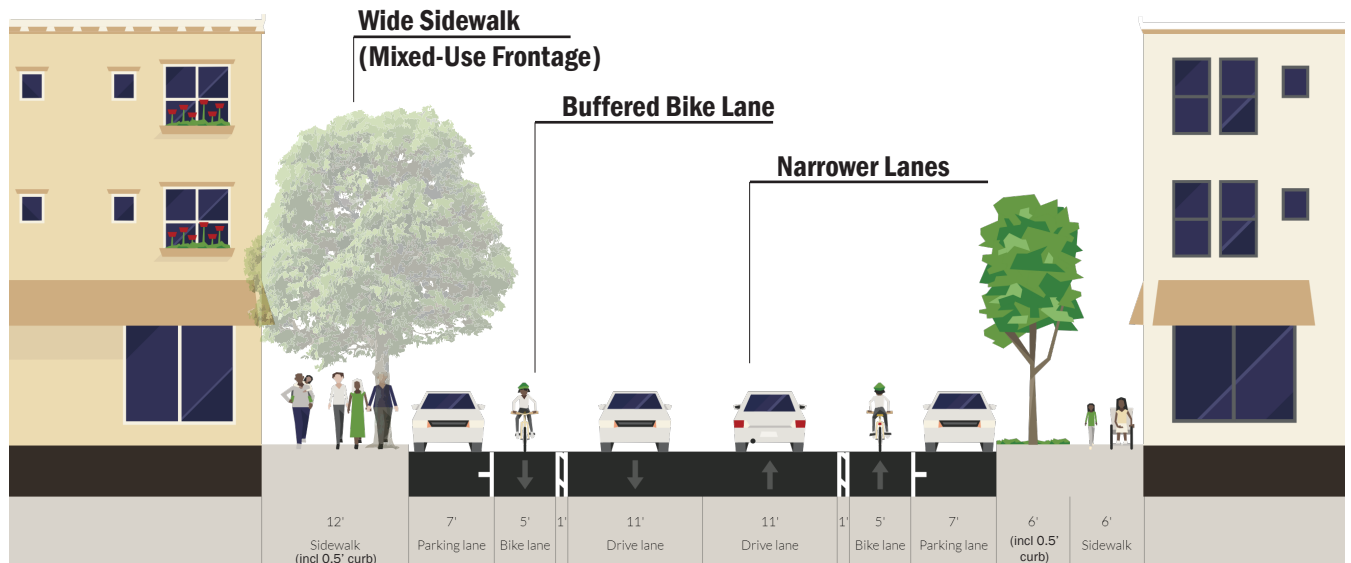 Wide Sidewalk
(Mixed-Use Frontage)
Buffered Bike Lane
Narrower Lanes
12'
Sidewalk
(incl 0.5' curb)
7'
Parking lane
5'
Bike lane
1'
11'
Drive lane
11'
Drive lane
1'
5'
Bike lane
7'
Parking lane
6'
(incl 0.5'
curb)
6'
Sidewalk